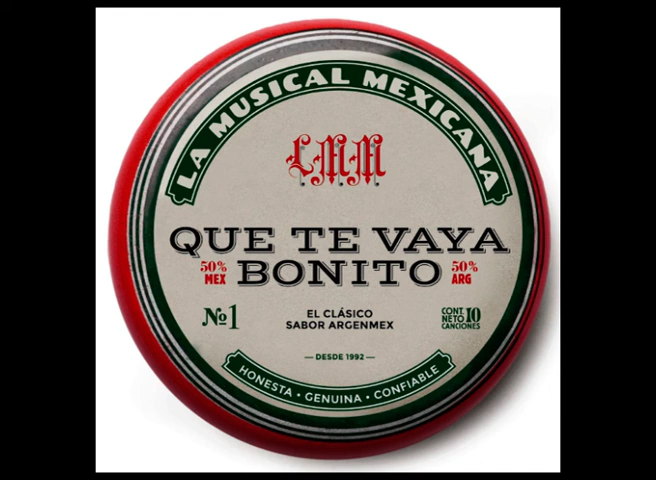 LA MUSICAL MEXICANA
LMM
QUE TE VAYA
BONITO
50%
MEX
50%
ARG
Nº1
EL CLÁSICO
SABOR ARGENMEX
CONT.
NETO 10
CANCIONES
— DESDE 1992 —
HONESTA • GENUINA • CONFIABLE